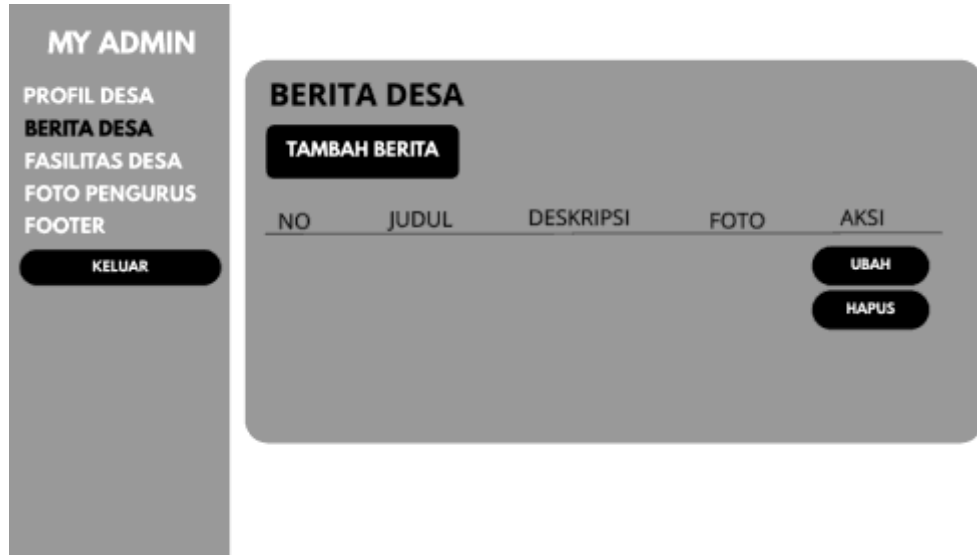 MY ADMIN
PROFIL DESA
BERITA DESA
FASILITAS DESA
FOTO PENGURUS
FOOTER
KELUAR
BERITA DESA
TAMBAH BERITA
NO JUDUL DESKRIPSI FOTO AKSI
UBAH
HAPUS